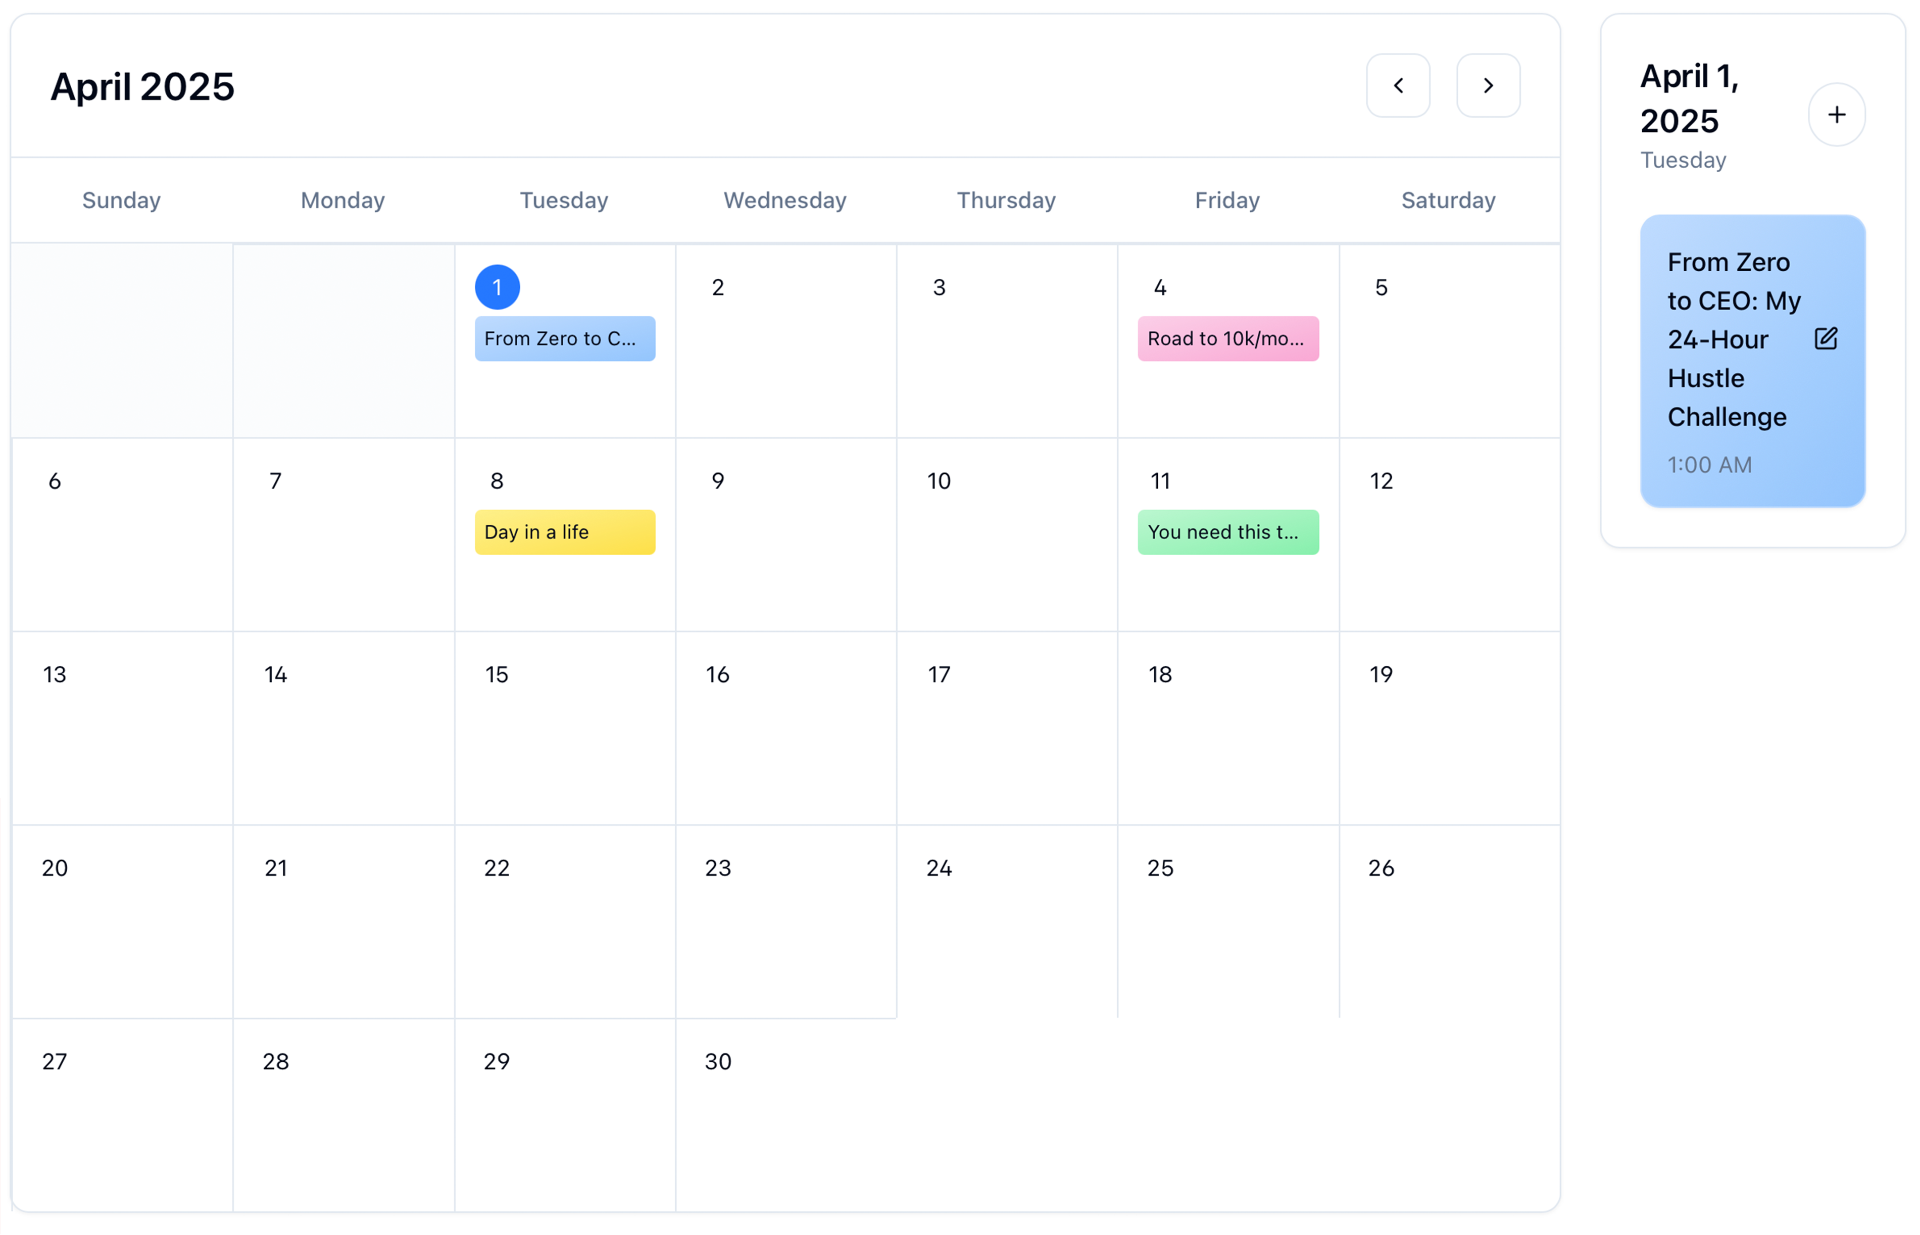 April 2025
Sunday Monday Tuesday Wednesday Thursday Friday Saturday
1 2 3 4 5
From Zero to C... Road to 10k/mo...
6 7 8 9 10 11 12
Day in a life You need this t...
13 14 15 16 17 18 19
20 21 22 23 24 25 26
27 28 29 30
April 1,
2025
Tuesday
From Zero
to CEO: My
24-Hour
Hustle
Challenge
1:00 AM